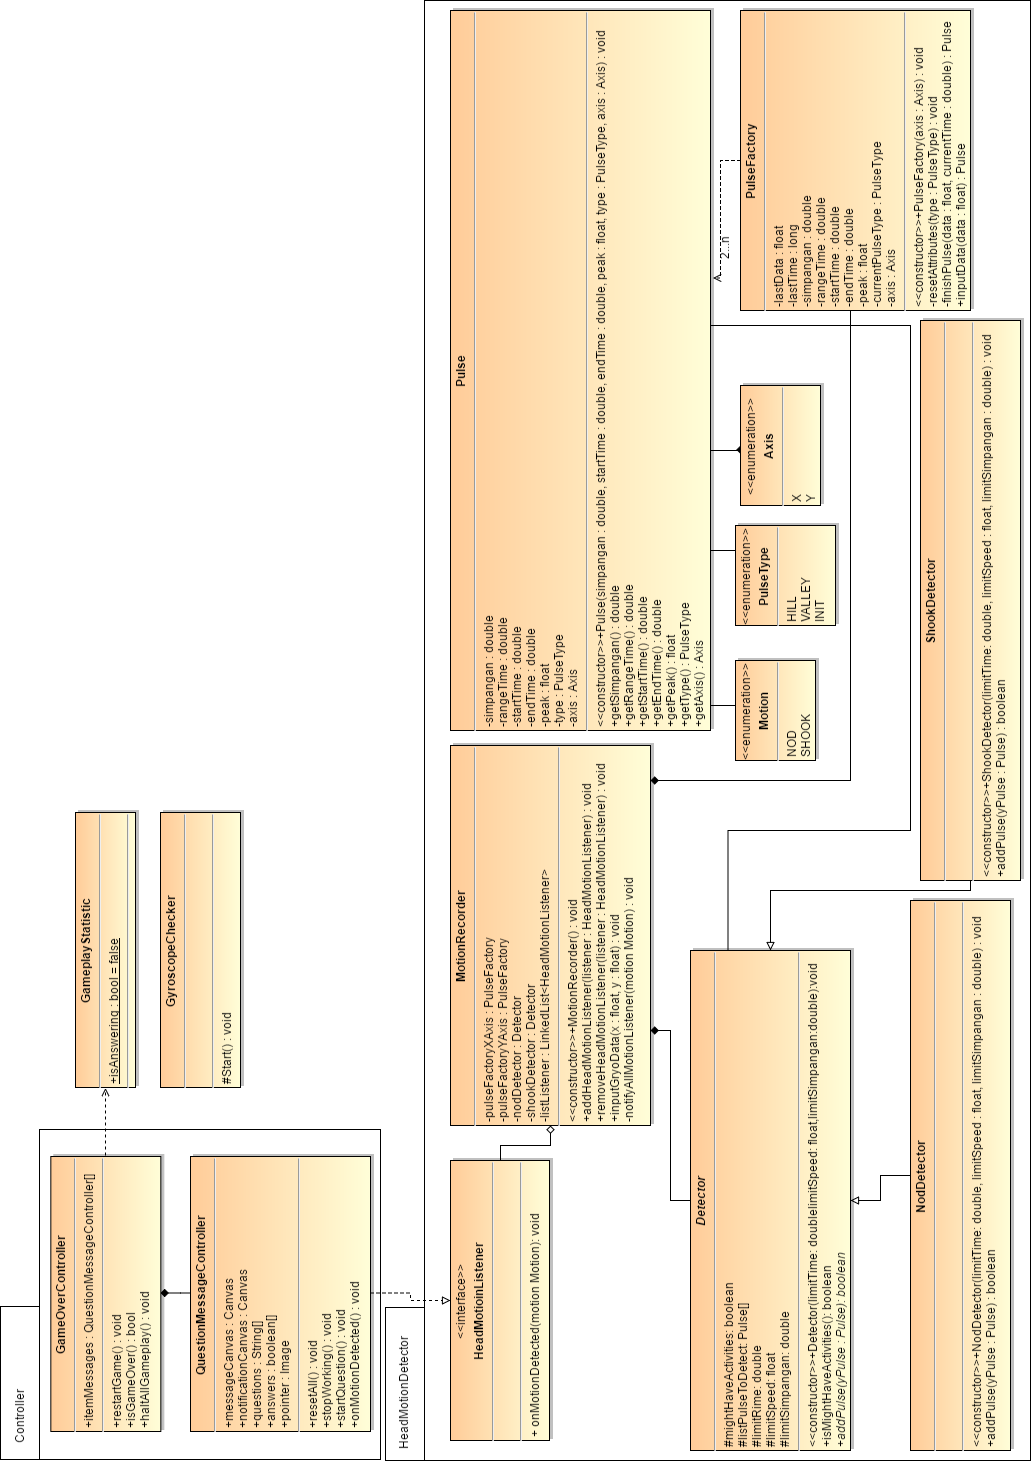 Controller
GameOverController
+itemMessages : QuestionMessageController[]
+restartGame() : void
+isGameOver() : bool
+haltAllGameplay() : void
QuestionMessageController
+messageCanvas : Canvas
+notificationCanvas : Canvas
+questions : String[]
+answers : boolean[]
+pointer : Image
+resetAll() : void
+stopWorking() : void
+startQuestion() : void
+onMotionDetected() : void
Gameplay Statistic
+isAnswering : bool = false
GyroscopeChecker
#Start() : void
HeadMotionDetector
<<interface>>
HeadMotioinListener
+ onMotionDetected(motion Motion): void
MotionRecorder
-pulseFactoryXAxis : PulseFactory
-pulseFactoryYAxis : PulseFactory
-nodDetector : Detector
-shookDetector : Detector
-listListener : LinkedList<HeadMotionListener>
<<constructor>>+MotionRecorder() : void
+addHeadMotionListener(listener : HeadMotionListener) : void
+removeHeadMotionListener(listener : HeadMotionListener) : void
+inputGryoData(x : float, y : float) : void
-notifyAllMotionListener(motion Motion) : void
Pulse
-simpangan : double
-rangeTime : double
-startTime : double
-endTime : double
-peak : float
-type : PulseType
-axis : Axis
<<constructor>>+Pulse(simpangan : double, startTime : double, endTime : double, peak : float, type : PulseType, axis : Axis) : void
+getSimpangan() : double
+getRangeTime() : double
+getStartTime() : double
+getEndTime() : double
+getPeak() : float
+getType() : PulseType
+getAxis() : Axis
Detector
#mightHaveActivities: boolean
#listPulseToDetect: Pulse[]
#limitRime: double
#limitSpeed: float
#limitSimpangan: double
<<constructor>>+Detector(limitTime: doublelimitSpeed: float,limitSimpangan:double):void
+isMightHaveActivities(): boolean
+addPulse(yPulse : Pulse): boolean
<<enumeration>>
Motion
NOD
SHOOK
<<enumeration>>
PulseType
HILL
VALLEY
INIT
<<enumeration>>
Axis
X
Y
2...n
PulseFactory
-lastData : float
-lastTime : long
-simpangan : double
-rangeTime : double
-startTime : double
-endTime : double
-peak : float
-currentPulseType : PulseType
-axis : Axis
<<constructor>>+PulseFactory(axis : Axis) : void
-resetAttributes(type : PulseType) : void
-finishPulse(data : float, currentTime : double) : Pulse
+inputData(data : float) : Pulse
NodDetector
<<constructor>>+NodDetector(limitTime: double, limitSpeed : float, limitSimpangan : double) : void
+addPulse(yPulse : Pulse) : boolean
ShookDetector
<<constructor>>+ShookDetector(limitTime: double, limitSpeed : float, limitSimpangan : double) : void
+addPulse(yPulse : Pulse) : boolean